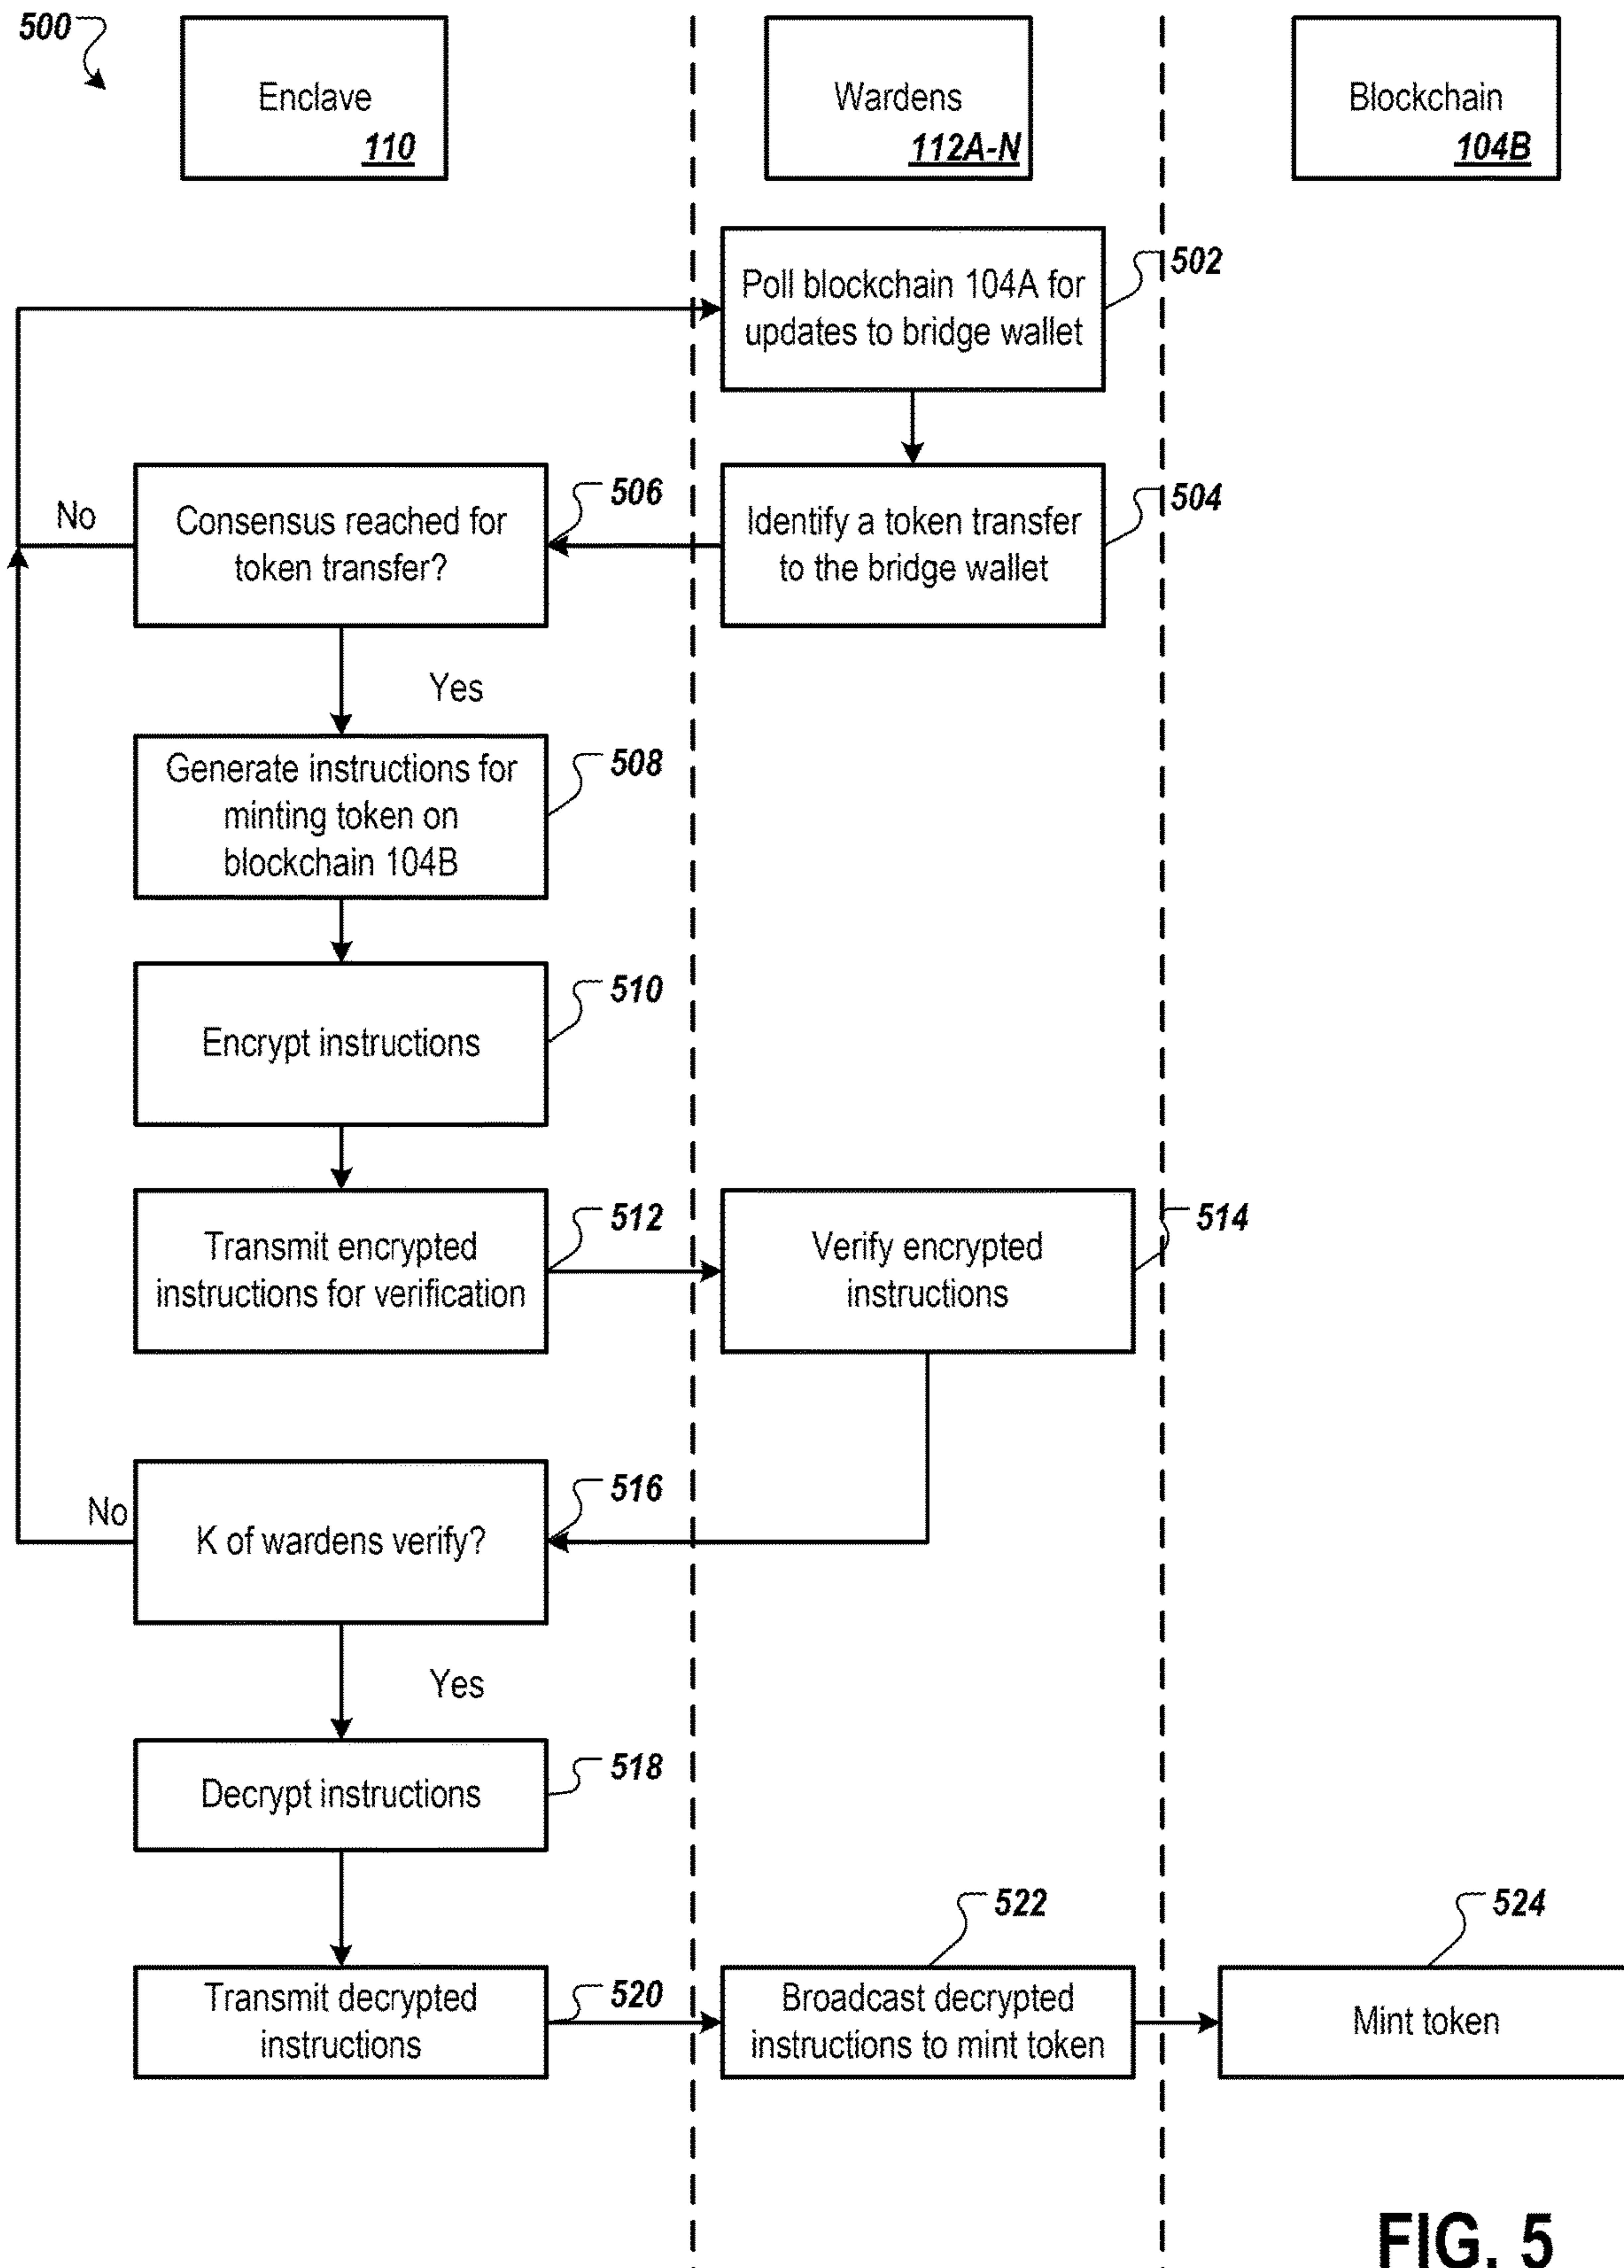 500
Enclave
110
Wardens
112A-N
Blockchain
104B
Poll blockchain 104A for
updates to bridge wallet
502
No
Consensus reached for
token transfer?
506
Identify a token transfer
to the bridge wallet
504
Yes
Generate instructions for
minting token on
blockchain 104B
508
Encrypt instructions
510
Transmit encrypted
instructions for verification
512
Verify encrypted
instructions
514
No
K of wardens verify?
516
Yes
Decrypt instructions
518
Transmit decrypted
instructions
520
Broadcast decrypted
instructions to mint token
522
Mint token
524
FIG. 5